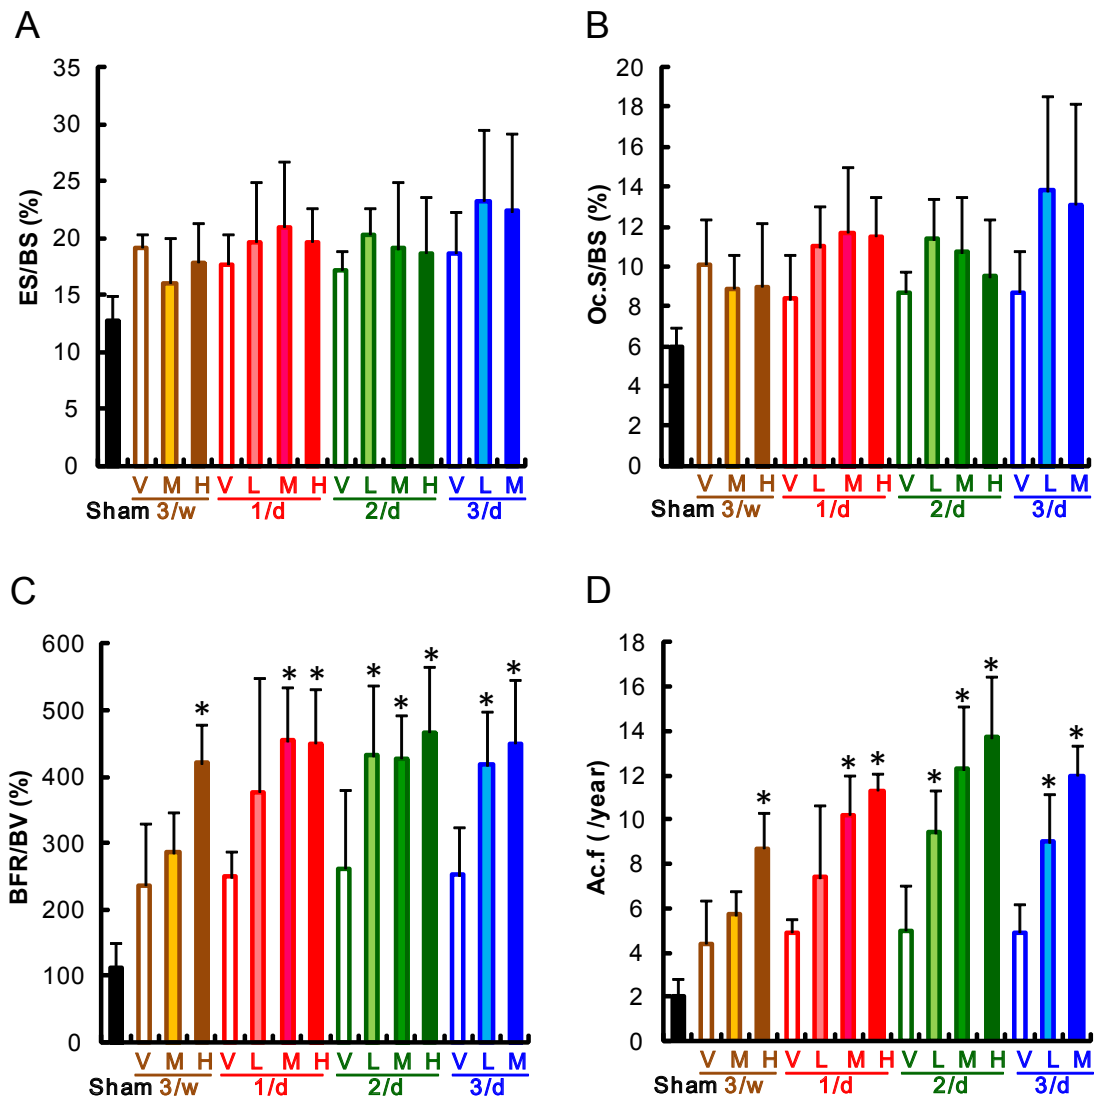 A
ES/BS (%)
35
30
25
20
15
10
5
0
V M H V L M H V L M H V L M
Sham 3/w 1/d 2/d 3/d
B
Oc.S/BS (%)
20
18
16
14
12
10
8
6
4
2
0
V M H V L M H V L M H V L M
Sham 3/w 1/d 2/d 3/d
C
BFR/BV (%)
600
500
400
300
200
100
0
* * * * * * * *
V M H V L M H V L M H V L M
Sham 3/w 1/d 2/d 3/d
D
Ac.f ( /year)
18
16
14
12
10
8
6
4
2
0
* * * * * * * *
V M H V L M H V L M H V L M
Sham 3/w 1/d 2/d 3/d